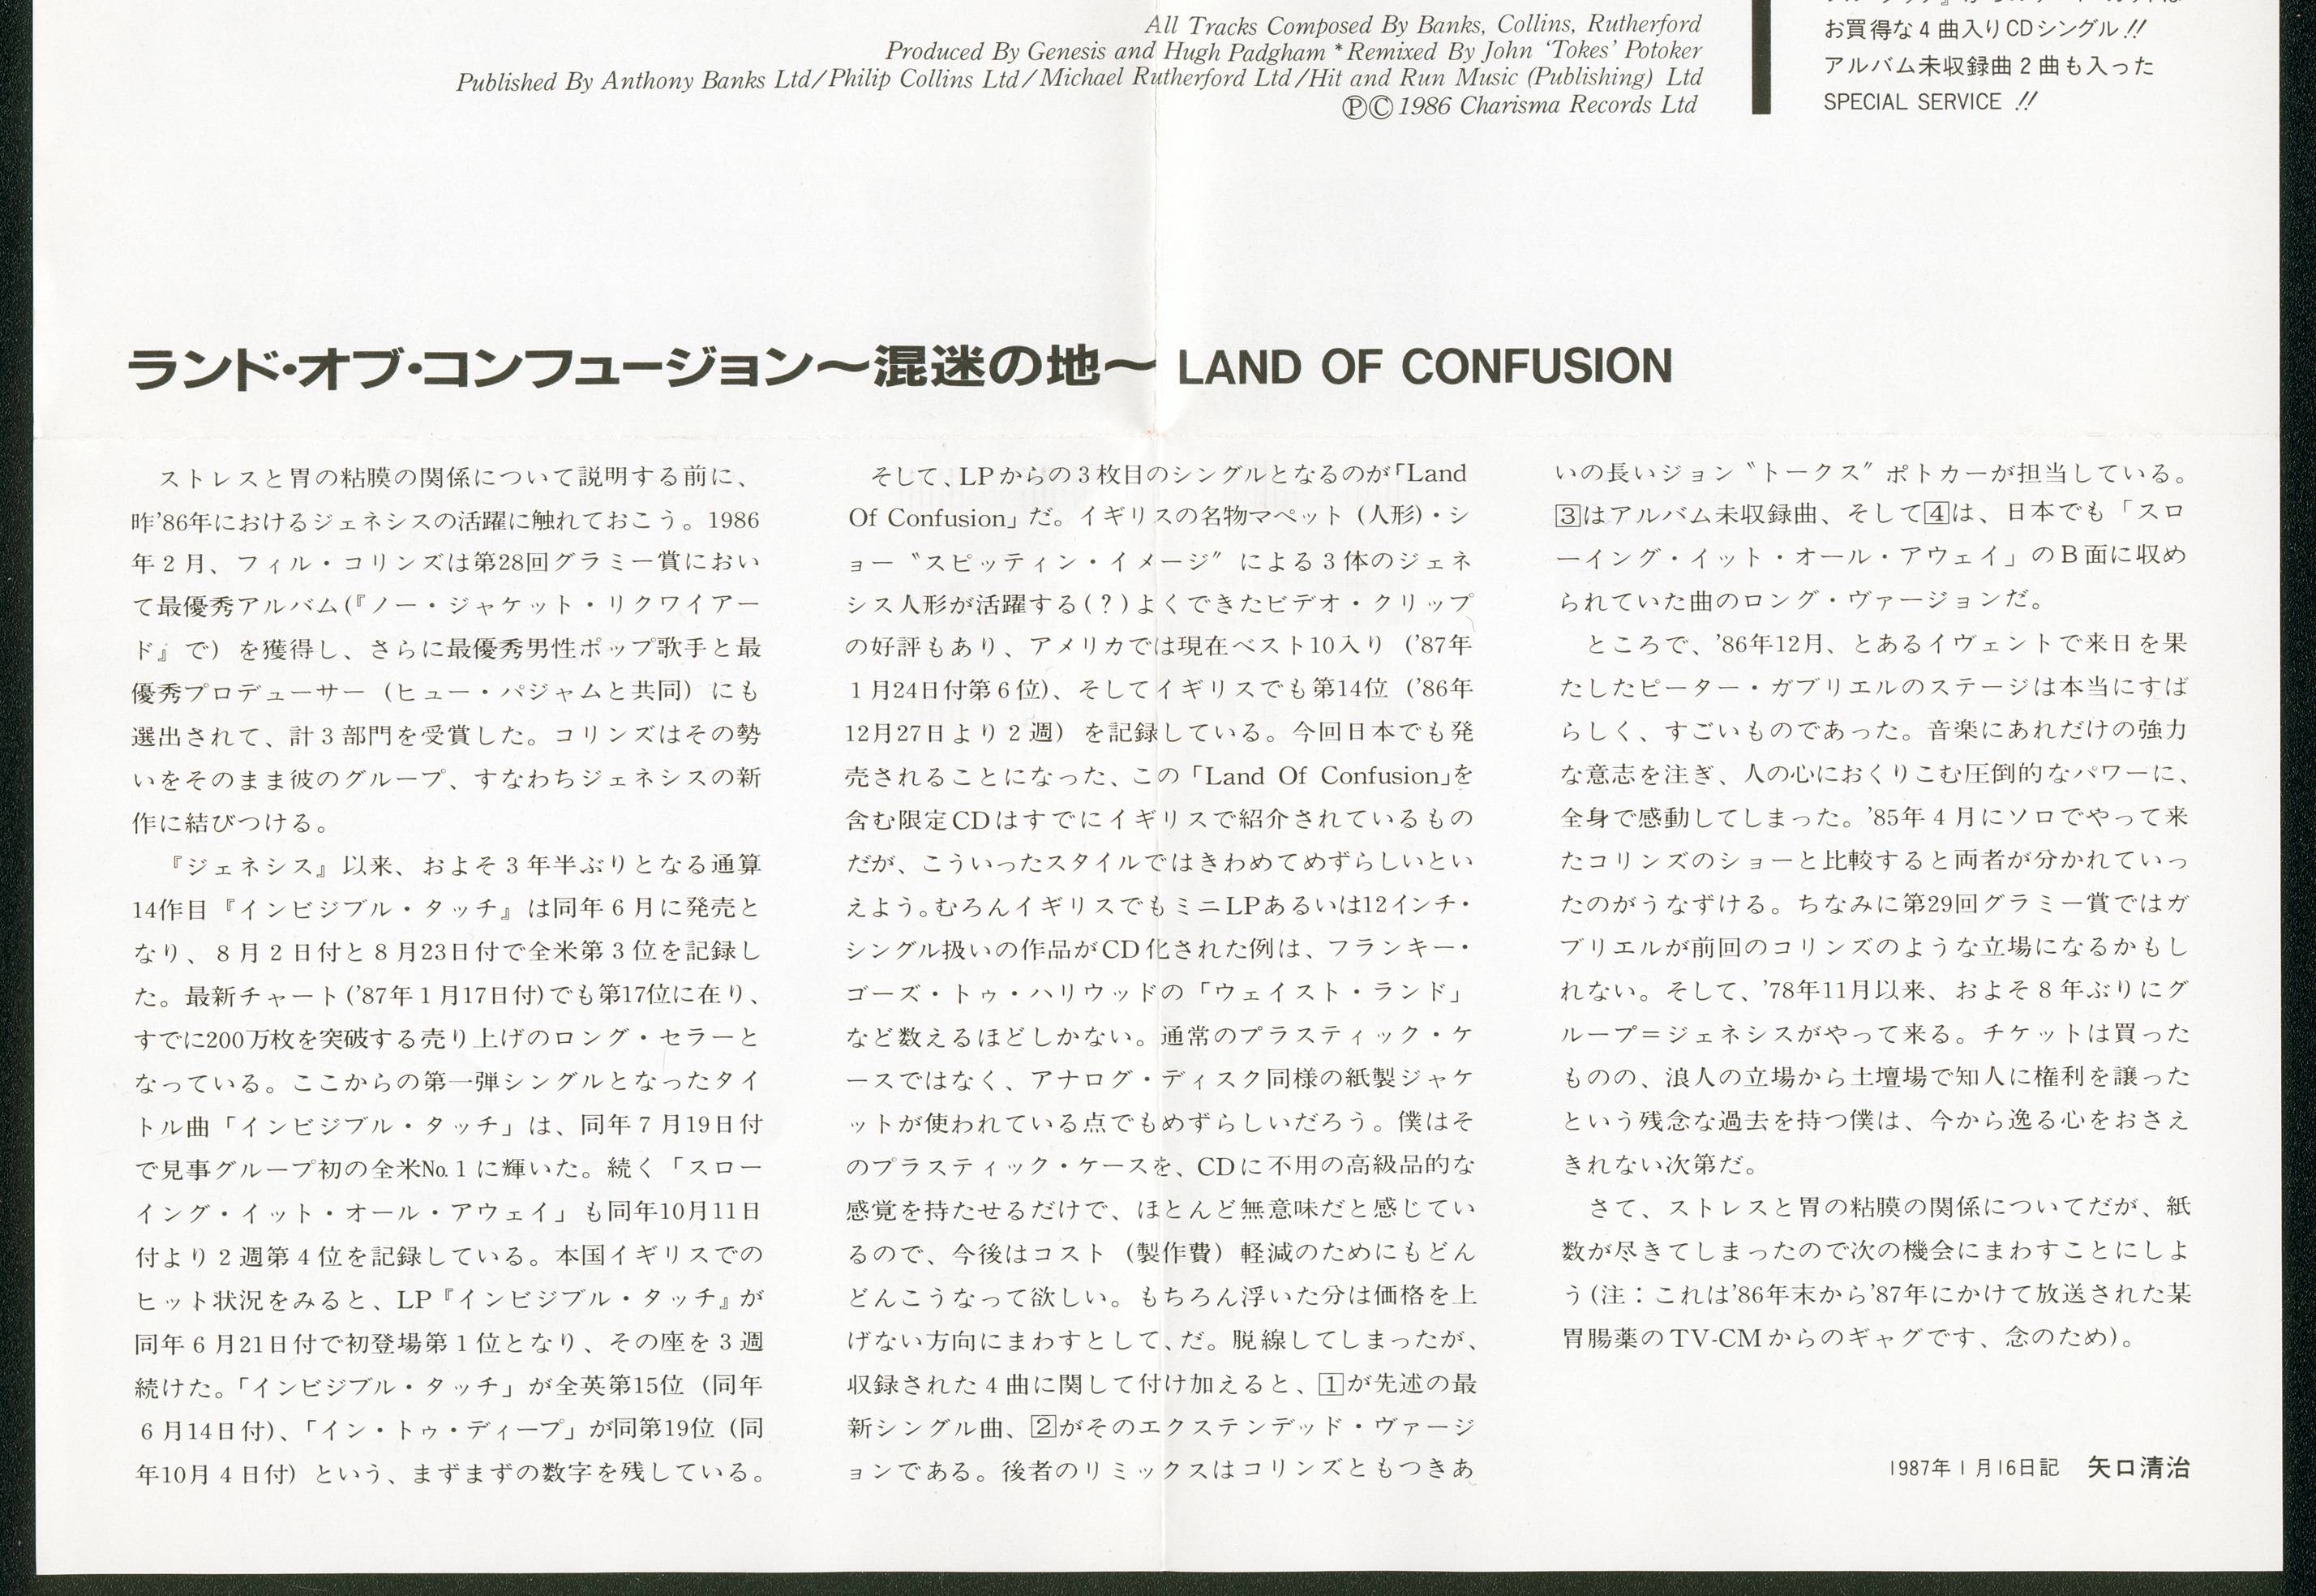 All Tracks Composed By Banks, Collins, Rutherford
Produced By Genesis and Hugh Padgham *Remixed By John ‘Tokes’ Potoker
Published By Anthony Banks Ltd/Philip Collins Ltd/Michael Rutherford Ltd/Hit and Run Music (Publishing) Ltd
ⓅⒸ1986 Charisma Records Ltd
お買得な4曲入りCDシングル!!
アルバム未収録曲2曲も入った
SPECIAL SERVICE !!
ランド・オブ・コンフュージョン〜混迷の地〜 LAND OF CONFUSION
ストレスと胃の粘膜の関係について説明する前に、
昨'86年におけるジェネシスの活躍に触れておこう。1986
年2月、フィル・コリンズは第28回グラミー賞におい
て最優秀アルバム(『ノー・ジャケット・リクワイアー
ド』で)を獲得し、さらに最優秀男性ポップ歌手と最
優秀プロデューサー(ヒュー・パジャムと共同)にも
選出されて、計3部門を受賞した。コリンズはその勢
いをそのまま彼のグループ、すなわちジェネシスの新
作に結びつける。
『ジェネシス』以来、およそ3年半ぶりとなる通算
14作目『インビジブル・タッチ』は同年6月に発売と
なり、8月2日付と8月23日付で全米第3位を記録し
た。最新チャート('87年1月17日付)でも第17位に在り、
すでに200万枚を突破する売り上げのロング・セラーと
なっている。ここからの第一弾シングルとなったタイ
トル曲「インビジブル・タッチ」は、同年7月19日付
で見事グループ初の全米№1に輝いた。続く「スロー
イング・イット・オール・アウェイ」も同年10月11日
付より2週第4位を記録している。本国イギリスでの
ヒット状況をみると、LP『インビジブル・タッチ』が
同年6月21日付で初登場第1位となり、その座を3週
続けた。「インビジブル・タッチ」が全英第15位(同年
6月14日付)、「イン・トゥ・ディープ」が同第19位(同
年10月4日付)という、まずまずの数字を残している。
そして、LPからの3枚目のシングルとなるのが「Land
Of Confusion」だ。イギリスの名物マペット(人形)・シ
ョー〝スピッティン・イメージ〟による3体のジェネ
シス人形が活躍する(?)よくできたビデオ・クリップ
の好評もあり、アメリカでは現在ベスト10入り('87年
1月24日付第6位)、そしてイギリスでも第14位('86年
12月27日より2週)を記録している。今回日本でも発
売されることになった、この「Land Of Confusion」を
含む限定CDはすでにイギリスで紹介されているもの
だが、こういったスタイルではきわめてめずらしいとい
えよう。むろんイギリスでもミニLPあるいは12インチ・
シングル扱いの作品がCD化された例は、フランキー・
ゴーズ・トゥ・ハリウッドの「ウェイスト・ランド」
など数えるほどしかない。通常のプラスティック・ケ
ースではなく、アナログ・ディスク同様の紙製ジャケ
ットが使われている点でもめずらしいだろう。僕はそ
のプラスティック・ケースを、CDに不用の高級品的な
感覚を持たせるだけで、ほとんど無意味だと感じてい
るので、今後はコスト(製作費)軽減のためにもどん
どんこうなって欲しい。もちろん浮いた分は価格を上
げない方向にまわすとして、だ。脱線してしまったが、
収録された4曲に関して付け加えると、1が先述の最
新シングル曲、2がそのエクステンデッド・ヴァージ
ョンである。後者のリミックスはコリンズともつきあ
いの長いジョン〝トークス〟ポトカーが担当している。
3はアルバム未収録曲、そして4は、日本でも「スロ
ーイング・イット・オール・アウェイ」のB面に収め
られていた曲のロング・ヴァージョンだ。
ところで、'86年12月、とあるイヴェントで来日を果
たしたピーター・ガブリエルのステージは本当にすば
らしく、すごいものであった。音楽にあれだけの強力
な意志を注ぎ、人の心におくりこむ圧倒的なパワーに、
全身で感動してしまった。'85年4月にソロでやって来
たコリンズのショーと比較すると両者が分かれていっ
たのがうなずける。ちなみに第29回グラミー賞ではガ
ブリエルが前回のコリンズのような立場になるかもし
れない。そして、'78年11月以来、およそ8年ぶりにグ
ループ=ジェネシスがやって来る。チケットは買った
ものの、浪人の立場から土壇場で知人に権利を譲った
という残念な過去を持つ僕は、今から逸る心をおさえ
きれない次第だ。
さて、ストレスと胃の粘膜の関係についてだが、紙
数が尽きてしまったので次の機会にまわすことにしよ
う(注:これは'86年末から'87年にかけて放送された某
胃腸薬のTV-CMからのギャグです、念のため)。
1987年1月16日記 矢口清治